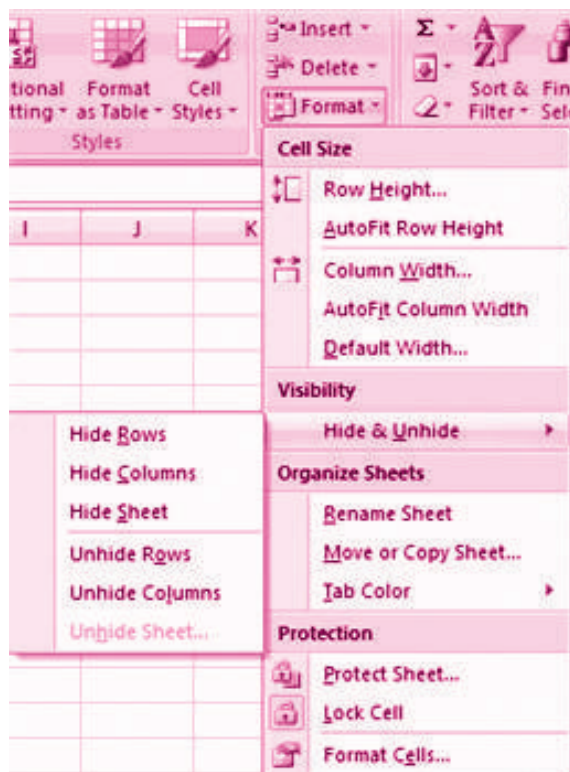 Insert
Σ
Delete
Format
A
Z
tional
tting
Format
as Table
Cell
Styles
Sort &
Filter
Fin
Sele
Styles
Cell Size
Row Height...
AutoFit Row Height
Column Width...
AutoFit Column Width
Default Width...
I J K
Visibility
Hide & Unhide
Hide Rows
Hide Columns
Hide Sheet
Unhide Rows
Unhide Columns
Unhide Sheet...
Organize Sheets
Rename Sheet
Move or Copy Sheet...
Tab Color
Protection
Protect Sheet...
Lock Cell
Format Cells...